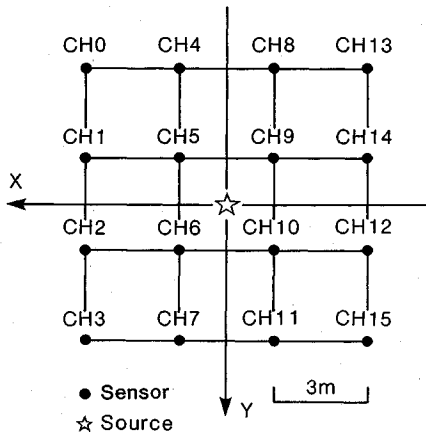 CH0 CH4 CH8 CH13
CH1 CH5 CH9 CH14
X
CH2 CH6 CH10 CH12
CH3 CH7 CH11 CH15
Sensor
3m
Source
Y